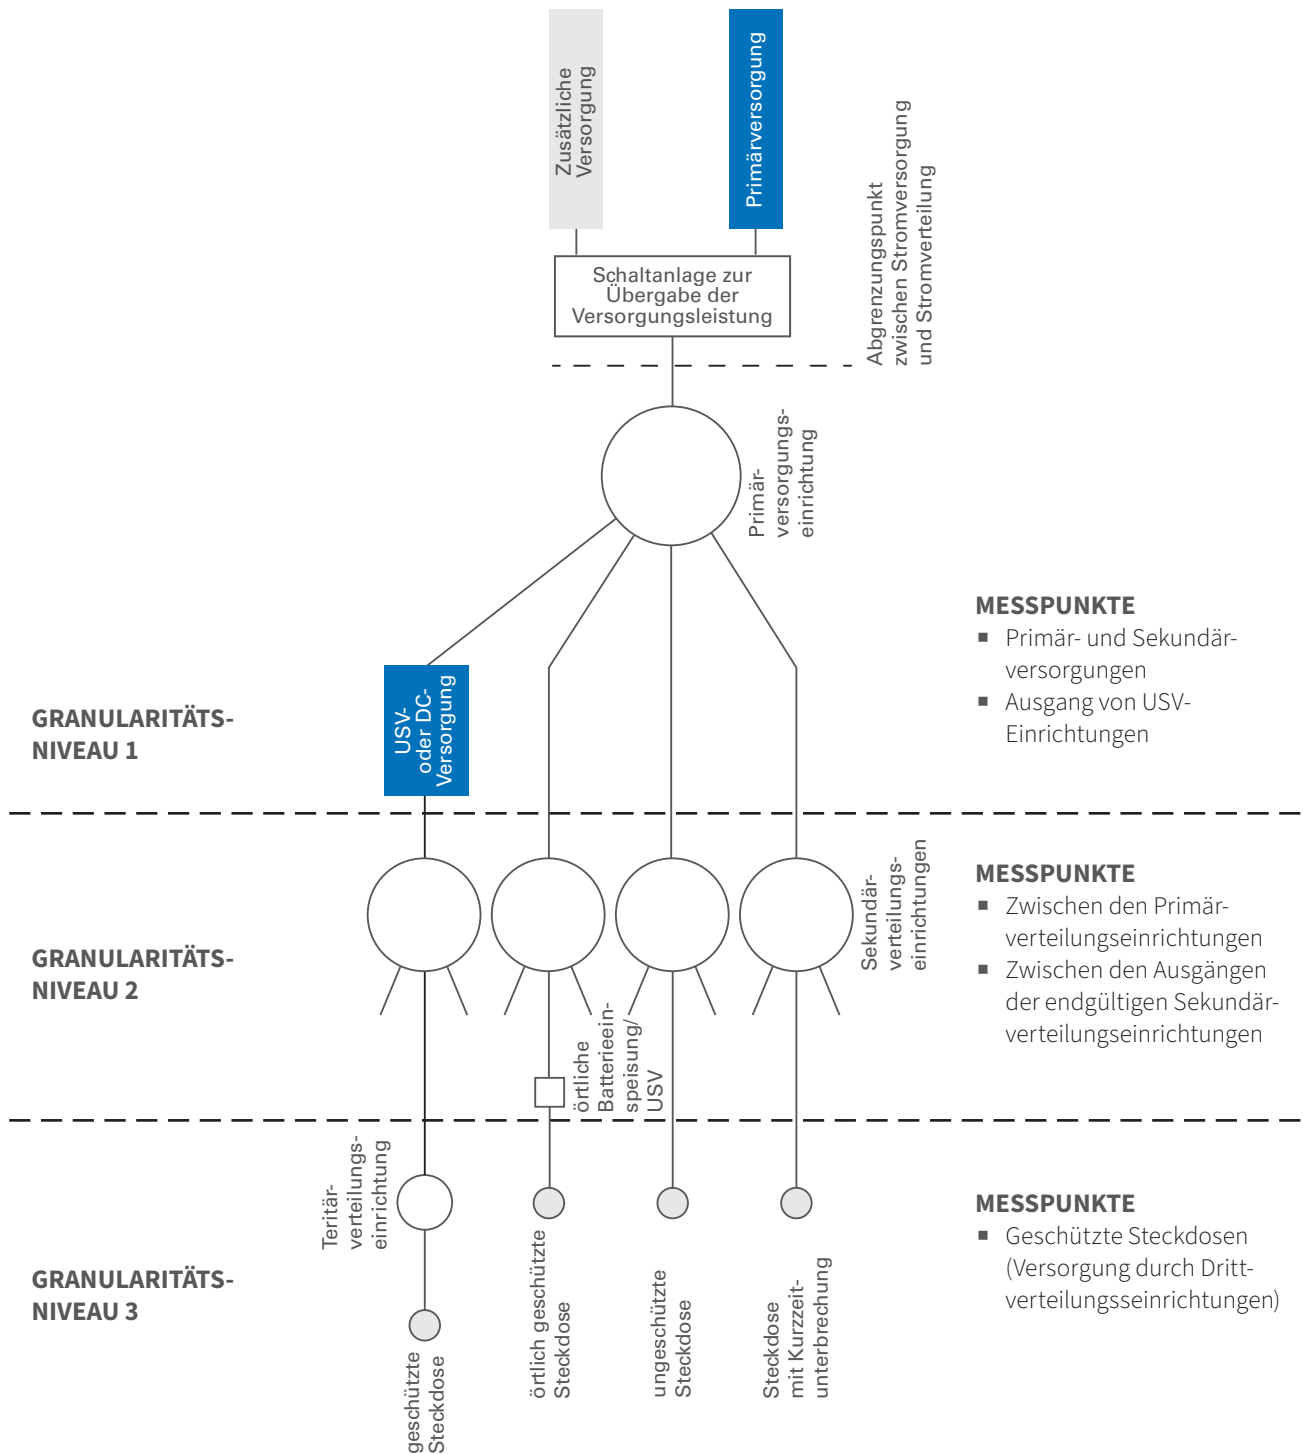 Zusätzliche
Versorgung
Primärversorgung
Abgrenzungspunkt
zwischen Stromversorgung
und Stromverteilung
Schaltanlage zur
Übergabe der
Versorgungsleistung
Primär-
versorgungs-
einrichtung
GRANULARITÄTS-
NIVEAU 1
USV-
oder DC-
Versorgung
MESSPUNKTE
▪ Primär- und Sekundär-
versorgungen
▪ Ausgang von USV-
Einrichtungen
GRANULARITÄTS-
NIVEAU 2
Sekundär-
verteilungs-
einrichtungen
örtliche
Batterieein-
speisung/
USV
MESSPUNKTE
▪ Zwischen den Primär-
verteilungseinrichtungen
▪ Zwischen den Ausgängen
der endgültigen Sekundär-
verteilungseinrichtungen
GRANULARITÄTS-
NIVEAU 3
Teritär-
verteilungs-
einrichtung
geschützte
Steckdose
örtlich geschützte
Steckdose
ungeschützte
Steckdose
Steckdose
mit Kurzzeit-
unterbrechung
MESSPUNKTE
▪ Geschützte Steckdosen
(Versorgung durch Dritt-
verteilungsseinrichtungen)